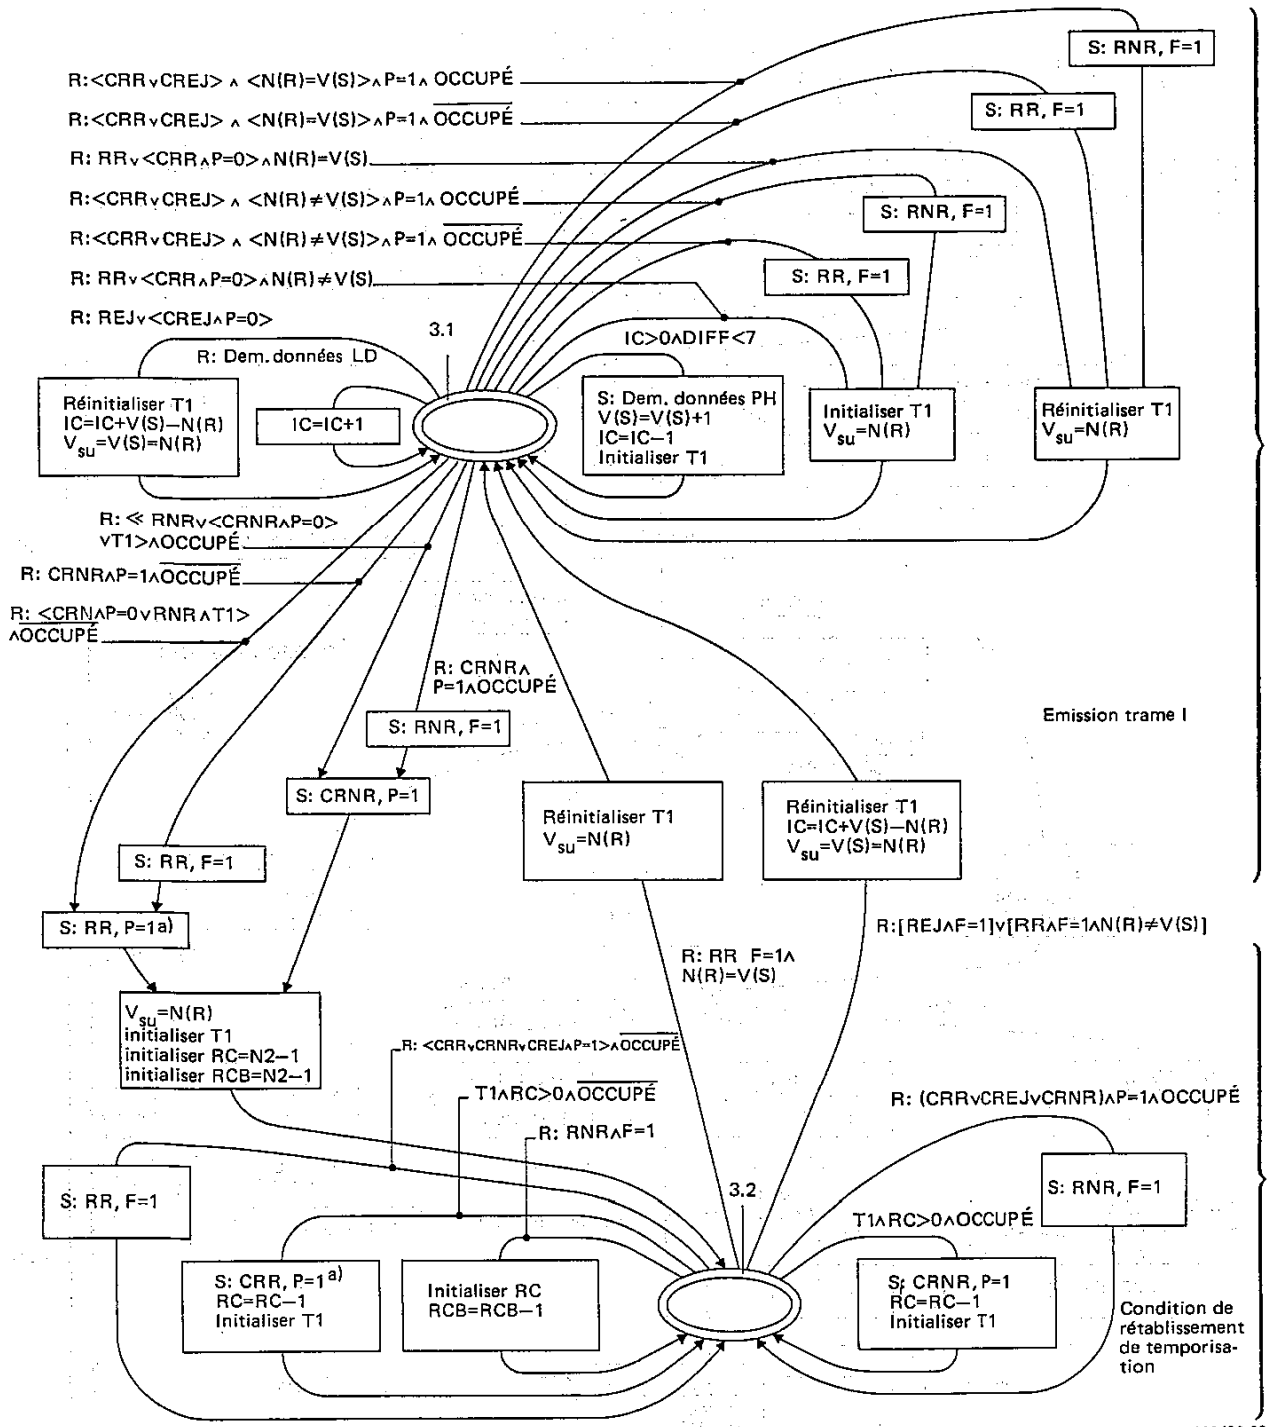 S: RNR, F=1
R:<CRR∨CREJ> ∧ <N(R)=V(S)>∧P=1∧ OCCUPÉ
S: RR, F=1
R:<CRR∨CREJ> ∧ <N(R)=V(S)>∧P=1∧ O̅C̅C̅U̅P̅É̅
R: RR∨<CRR∧P=0>∧N(R)=V(S)
R:<CRR∨CREJ> ∧ <N(R)≠V(S)>∧P=1∧ OCCUPÉ
S: RNR, F=1
R:<CRR∨CREJ> ∧ <N(R)≠V(S)>∧P=1∧ O̅C̅C̅U̅P̅É̅
S: RR, F=1
R: RR∨<CRR∧P=0>∧N(R)≠V(S)
R: REJ∨<CREJ∧P=0>
3.1
IC>0∧DIFF<7
R: Dem. données LD
Réinitialiser T1
IC=IC+V(S)−N(R)
Vsu=V(S)=N(R)
IC=IC+1
S: Dem. données PH
V(S)=V(S)+1
IC=IC−1
Initialiser T1
Initialiser T1
Vsu=N(R)
Réinitialiser T1
Vsu=N(R)
R: ≪ RNR∨<CRNR∧P=0>
∨T1>∧OCCUPÉ
R: CRNR∧P=1∧O̅C̅C̅U̅P̅É̅
R: <CRN∧P=0∨RNR∧T1>
∧O̅C̅C̅U̅P̅É̅
R: CRNR∧
P=1∧OCCUPÉ
S: RNR, F=1
Emission trame I
S: CRNR, P=1
Réinitialiser T1
Vsu=N(R)
Réinitialiser T1
IC=IC+V(S)−N(R)
Vsu=V(S)=N(R)
S: RR, F=1
S: RR, P=1a)
R:[REJ∧F=1]∨[RR∧F=1∧N(R)≠V(S)]
R: RR F=1∧
N(R)=V(S)
Vsu=N(R)
initialiser T1
initialiser RC=N2−1
initialiser RCB=N2−1
R: <CRR∨CRNR∨CREJ∧P=1>∧O̅C̅C̅U̅P̅É̅
T1∧RC>0∧O̅C̅C̅U̅P̅É̅
R: (CRR∨CREJ∨CRNR)∧P=1∧OCCUPÉ
R: RNR∧F=1
S: RR, F=1
3.2
S: RNR, F=1
T1∧RC>0∧OCCUPÉ
S: CRR, P=1a)
RC=RC−1
Initialiser T1
Initialiser RC
RCB=RCB−1
S; CRNR, P=1
RC=RC−1
Initialiser T1
Condition de
rétablissement
de temporisa-
tion